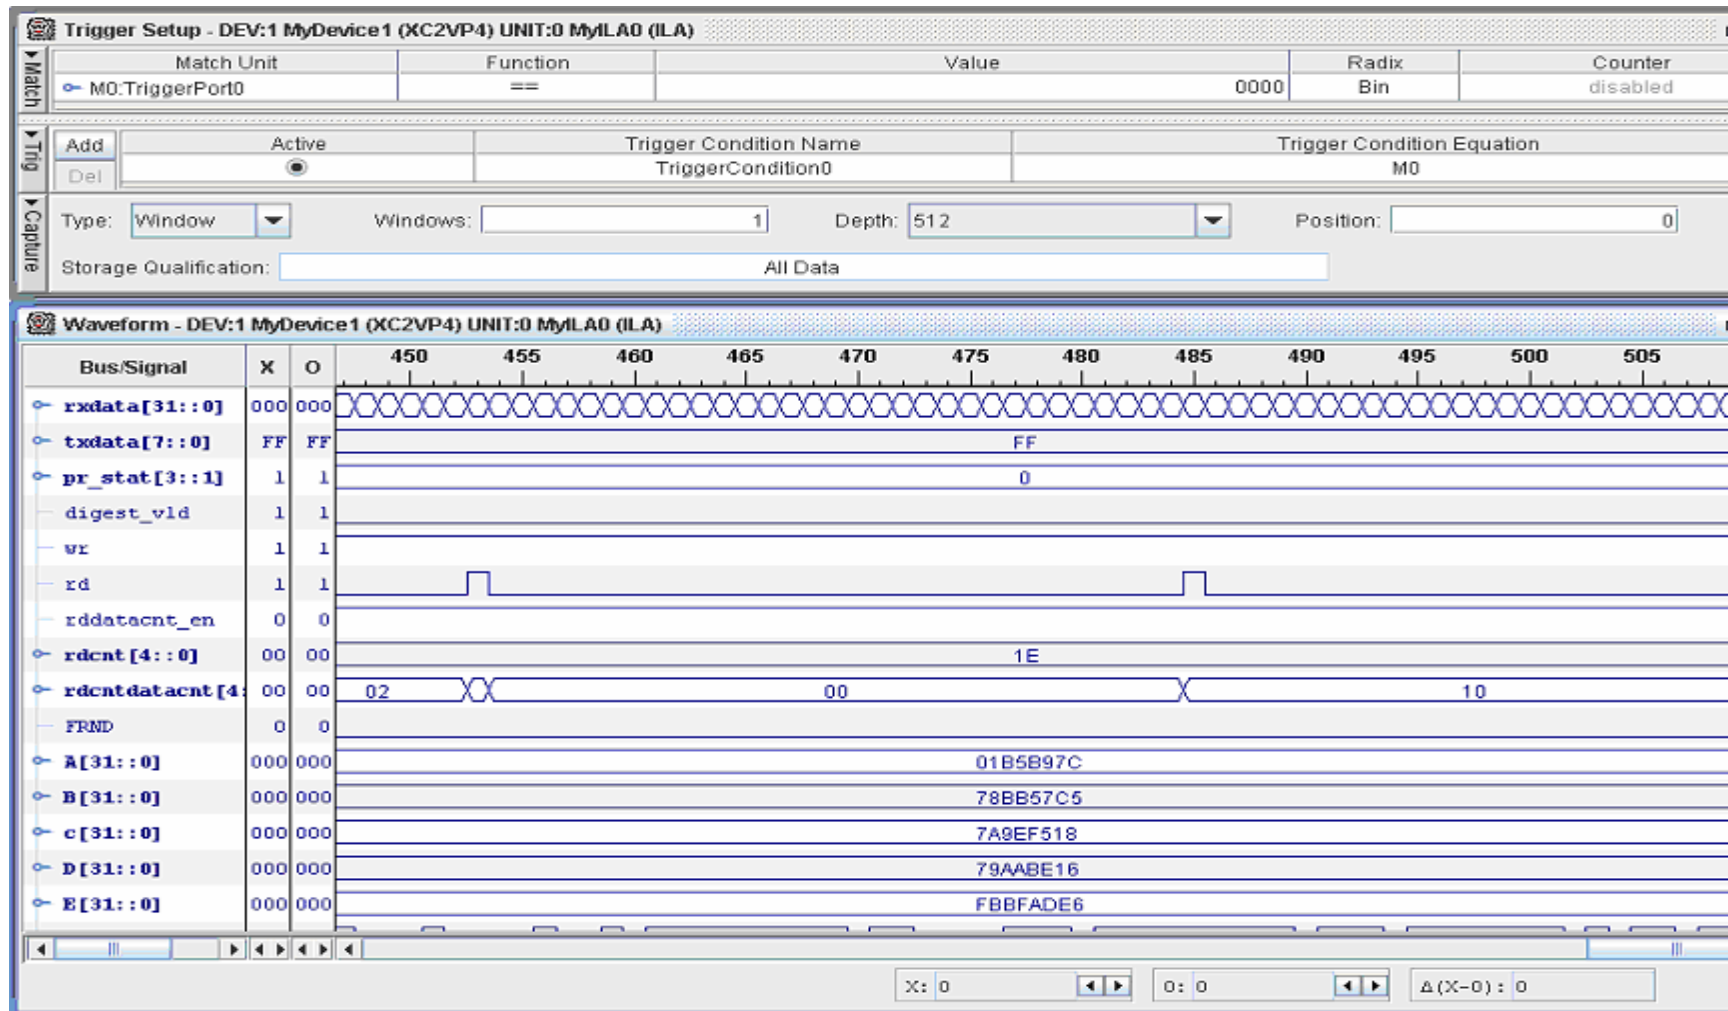 Trigger Setup - DEV:1 MyDevice1 (XC2VP4) UNIT:0 MyILA0 (ILA)
Match
Match Unit Function Value Radix Counter
M0:TriggerPort0 == 0000 Bin disabled
Trig
Add Active Trigger Condition Name Trigger Condition Equation
Del TriggerCondition0 M0
Capture
Type: Window Windows: 1 Depth: 512 Position: 0
Storage Qualification: All Data
Waveform - DEV:1 MyDevice1 (XC2VP4) UNIT:0 MyILA0 (ILA)
Bus/Signal X O 450 455 460 465 470 475 480 485 490 495 500 505
rxdata[31::0] 000 000
txdata[7::0] FF FF FF
pr_stat[3::1] 1 1 0
digest_vld 1 1
wr 1 1
rd 1 1
rddatacnt_en 0 0
rdcnt[4::0] 00 00 1E
rdcntdatacnt[4: 00 00 02 00 10
FRND 0 0
A[31::0] 000 000 01B5B97C
B[31::0] 000 000 78BB57C5
c[31::0] 000 000 7A9EF518
D[31::0] 000 000 79AABE16
E[31::0] 000 000 FBBFADE6
X: 0 O: 0 Δ(X-O): 0